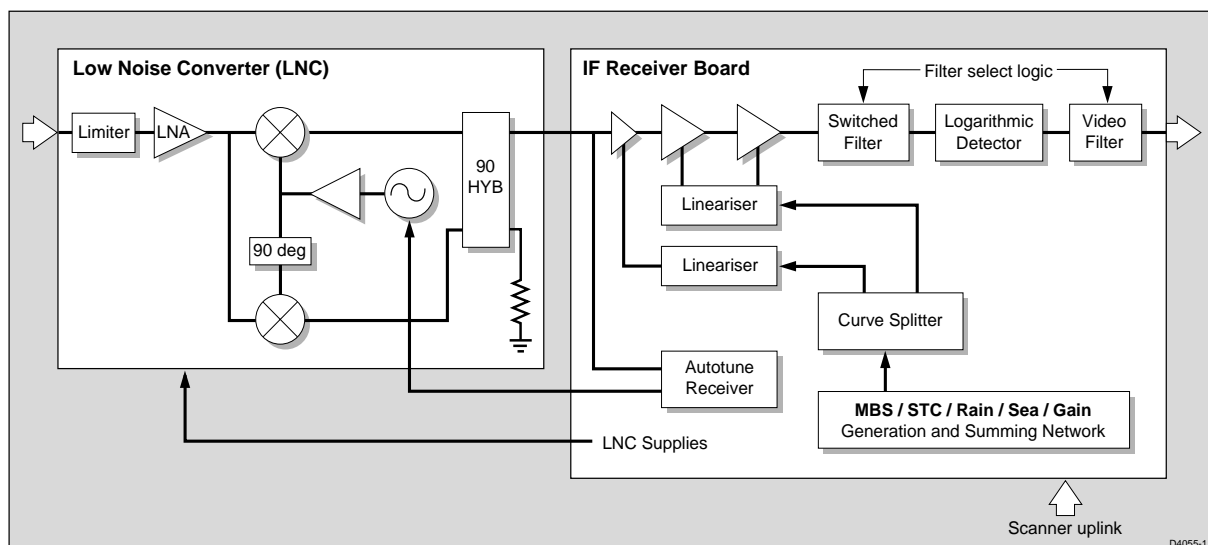 Low Noise Converter (LNC)
Limiter
LNA
90
HYB
90 deg
IF Receiver Board
Filter select logic
Switched
Filter
Logarithmic
Detector
Video
Filter
Lineariser
Lineariser
Curve Splitter
Autotune
Receiver
MBS / STC / Rain / Sea / Gain
Generation and Summing Network
LNC Supplies
Scanner uplink
D4055-1